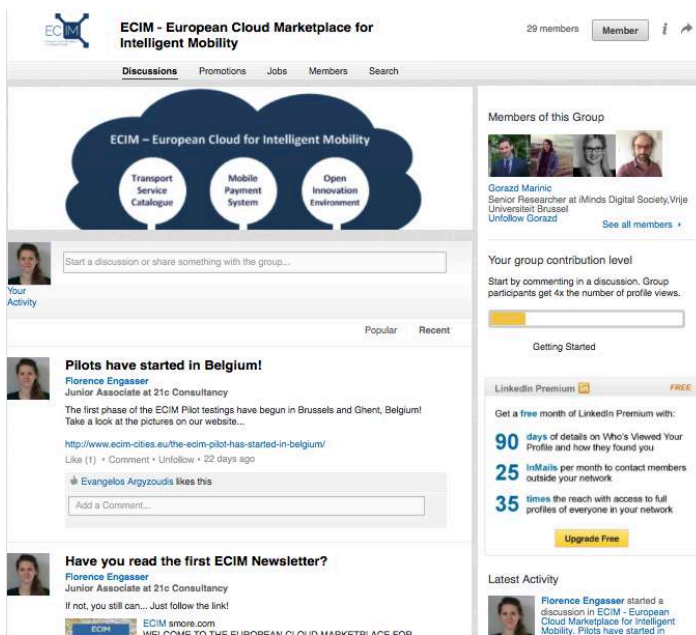 ECIM
ECIM - European Cloud Marketplace for
Intelligent Mobility
29 members
Member
i
Discussions
Promotions
Jobs
Members
Search
ECIM – European Cloud for Intelligent Mobility
Transport
Service
Catalogue
Mobile
Payment
System
Open
Innovation
Environment
Start a discussion or share something with the group...
Your
Activity
Popular
Recent
Pilots have started in Belgium!
Florence Engasser
Junior Associate at 21c Consultancy
The first phase of the ECIM Pilot testings have begun in Brussels and Ghent, Belgium!
Take a look at the pictures on our website...
http://www.ecim-cities.eu/the-ecim-pilot-has-started-in-belgium/
Like (1) • Comment • Unfollow • 22 days ago
Evangelos Argyzoudis likes this
Add a Comment...
Have you read the first ECIM Newsletter?
Florence Engasser
Junior Associate at 21c Consultancy
If not, you still can... Just follow the link!
ECIM
ECIM smore.com
WELCOME TO THE EUROPEAN CLOUD MARKETPLACE FOR
Members of this Group
Gorazd Marinic
Senior Researcher at iMinds Digital Society,Vrije
Universiteit Brussel
Unfollow Gorazd
See all members ›
Your group contribution level
Start by commenting in a discussion. Group
participants get 4x the number of profile views.
Getting Started
LinkedIn Premium in
FREE
Get a free month of LinkedIn Premium with:
90 days of details on Who's Viewed Your
Profile and how they found you
25 InMails per month to contact members
outside your network
35 times the reach with access to full
profiles of everyone in your network
Upgrade Free
Latest Activity
Florence Engasser started a
discussion in ECIM - European
Cloud Marketplace for Intelligent
Mobility. Pilots have started in